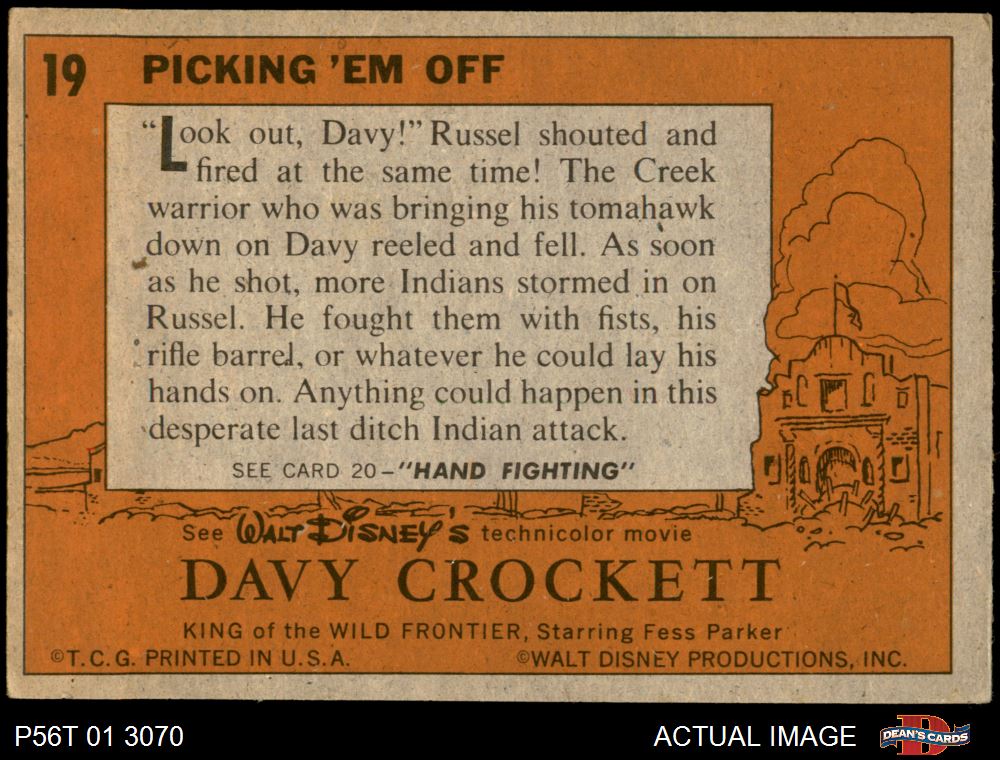 19 PICKING 'EM OFF
"Look out, Davy!" Russel shouted and
fired at the same time! The Creek
warrior who was bringing his tomahawk
down on Davy reeled and fell. As soon
as he shot, more Indians stormed in on
Russel. He fought them with fists, his
rifle barrel, or whatever he could lay his
hands on. Anything could happen in this
desperate last ditch Indian attack.
SEE CARD 20-"HAND FIGHTING"
See WALT DISNEY'S technicolor movie
DAVY CROCKETT
KING of the WILD FRONTIER, Starring Fess Parker
©T.C.G. PRINTED IN U.S.A. ©WALT DISNEY PRODUCTIONS, INC.
P56T 01 3070 ACTUAL IMAGE D DEAN'S CARDS